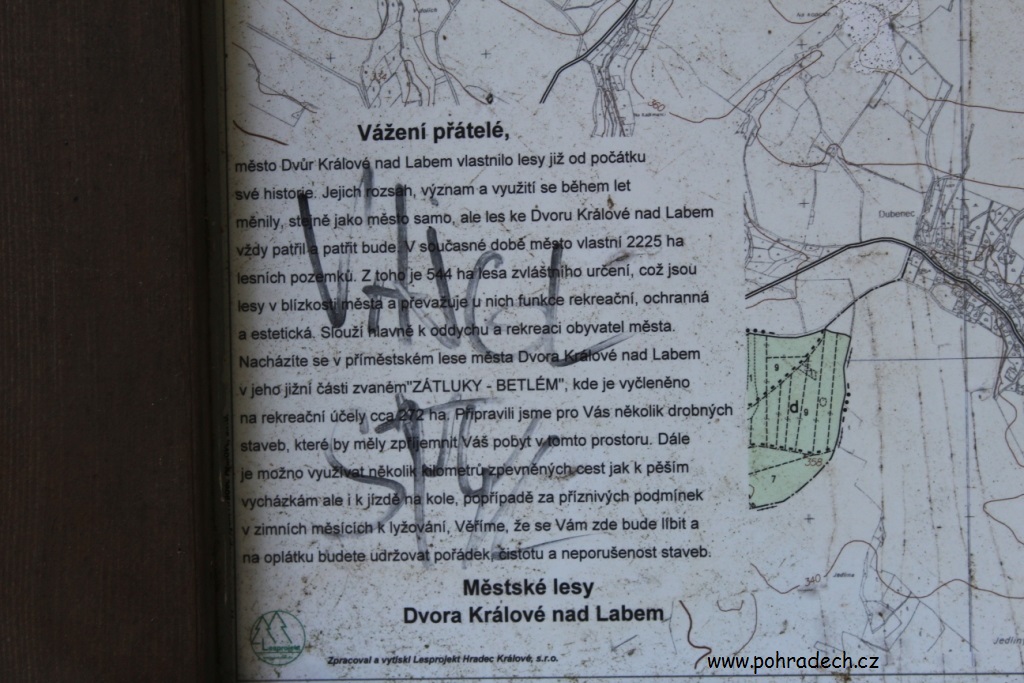 360
Vážení přátelé,
město Dvůr Králové nad Labem vlastnilo lesy již od počátku
své historie. Jejich rozsah, význam a využití se během let
měnily, stejně jako město samo, ale les ke Dvoru Králové nad Labem
vždy patřil a patřit bude. V současné době město vlastní 2225 ha
lesních pozemků. Z toho je 544 ha lesa zvláštního určení, což jsou
lesy v blízkosti města a převažuje u nich funkce rekreační, ochranná
a estetická. Slouží hlavně k oddychu a rekreaci obyvatel města.
Nacházíte se v příměstském lese města Dvora Králové nad Labem
v jeho jižní části zvaném"ZÁTLUKY - BETLÉM", kde je vyčleněno
na rekreační účely cca 272 ha. Připravili jsme pro Vás několik drobných
staveb, které by měly zpříjemnit Váš pobyt v tomto prostoru. Dále
je možno využívat několik kilometrů zpevněných cest jak k pěším
vycházkám ale i k jízdě na kole, popřípadě za příznivých podmínek
v zimních měsících k lyžování, Věříme, že se Vám zde bude líbit a
na oplátku budete udržovat pořádek, čistotu a neporušenost staveb.
Městské lesy
Dvora Králové nad Labem
Lesprojekt
Zpracoval a vytiskl Lesprojekt Hradec Králové, s.r.o.
Dubenec
9
d
9
358
7
340
Jedlina
www.pohradech.cz